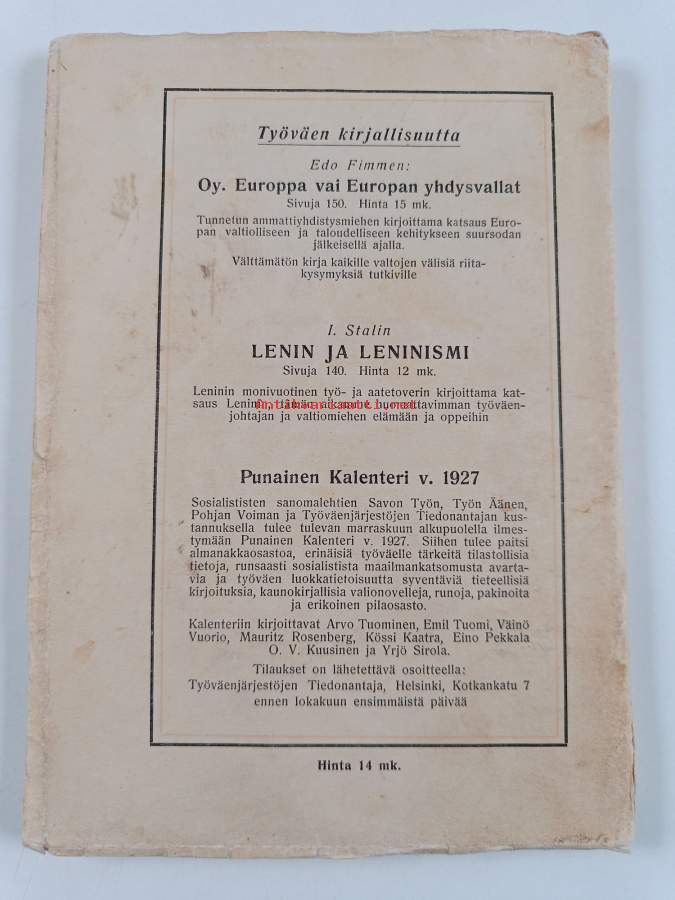 Työväen kirjallisuutta
Edo Fimmen:
Oy. Europpa vai Europan yhdysvallat
Sivuja 150. Hinta 15 mk.
Tunnetun ammattiyhdistysmiehen kirjoittama katsaus Euro-
pan valtiolliseen ja taloudelliseen kehitykseen suursodan
jälkeisellä ajalla.
Välttämätön kirja kaikille valtojen välisiä riita-
kysymyksiä tutkiville
I. Stalin
LENIN JA LENINISMI
Sivuja 140. Hinta 12 mk.
Leninin monivuotinen työ- ja aatetoverin kirjoittama kat-
saus Leninin, tämän aikamme huomattavimman työväen-
johtajan ja valtiomiehen elämään ja oppeihin
Punainen Kalenteri v. 1927
Sosialististen sanomalehtien Savon Työn, Työn Äänen,
Pohjan Voiman ja Työväenjärjestöjen Tiedonantajan kus-
tannuksella tulee tulevan marraskuun alkupuolella ilmes-
tymään Punainen Kalenteri v. 1927. Siihen tulee paitsi
almanakkaosastoa, erinäisiä työväelle tärkeitä tilastollisia
tietoja, runsaasti sosialistista maailmankatsomusta avarta-
via ja työväen luokkatietoisuutta syventäviä tieteellisiä
kirjoituksia, kaunokirjallisia valionovelleja, runoja, pakinoita
ja erikoinen pilaosasto.
Kalenteriin kirjoittavat Arvo Tuominen, Emil Tuomi, Väinö
Vuorio, Mauritz Rosenberg, Kössi Kaatra, Eino Pekkala
O. V. Kuusinen ja Yrjö Sirola.
Tilaukset on lähetettävä osoitteella:
Työväenjärjestöjen Tiedonantaja, Helsinki, Kotkankatu 7
ennen lokakuun ensimmäistä päivää
Hinta 14 mk.